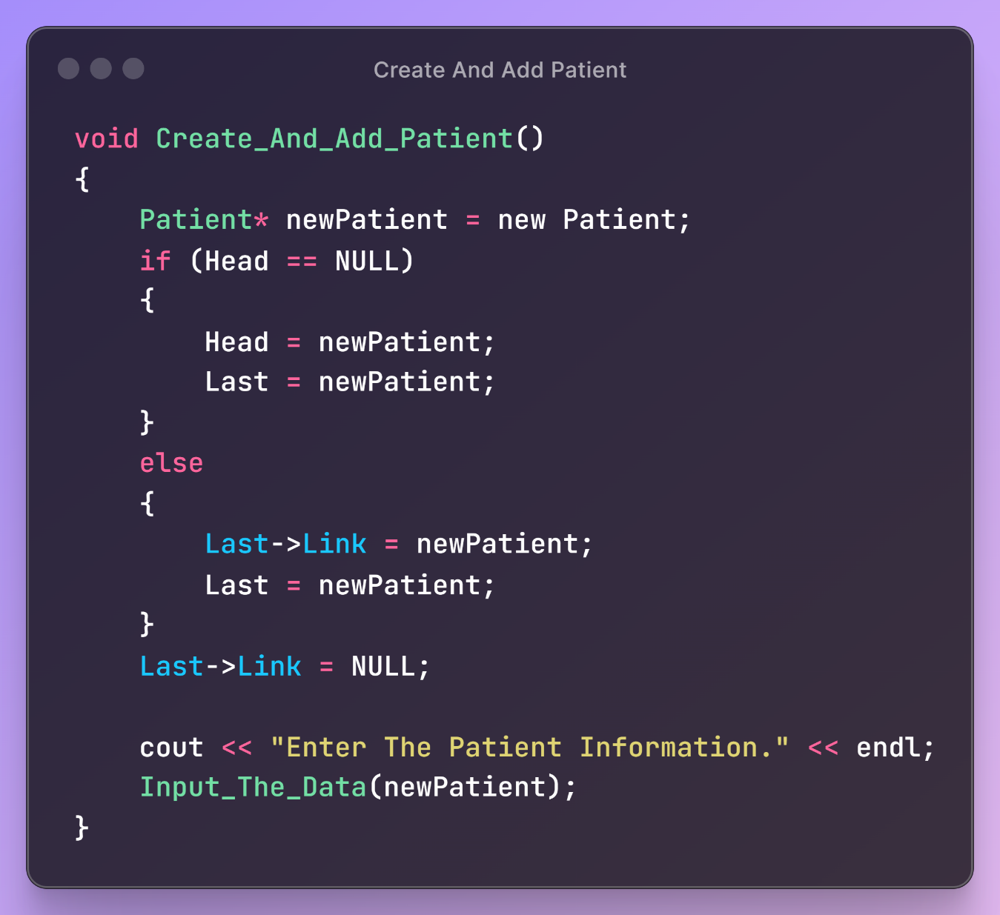 Create And Add Patient
void Create_And_Add_Patient()
{
    Patient* newPatient = new Patient;
    if (Head == NULL)
    {
        Head = newPatient;
        Last = newPatient;
    }
    else
    {
        Last->Link = newPatient;
        Last = newPatient;
    }
    Last->Link = NULL;

    cout << "Enter The Patient Information." << endl;
    Input_The_Data(newPatient);
}